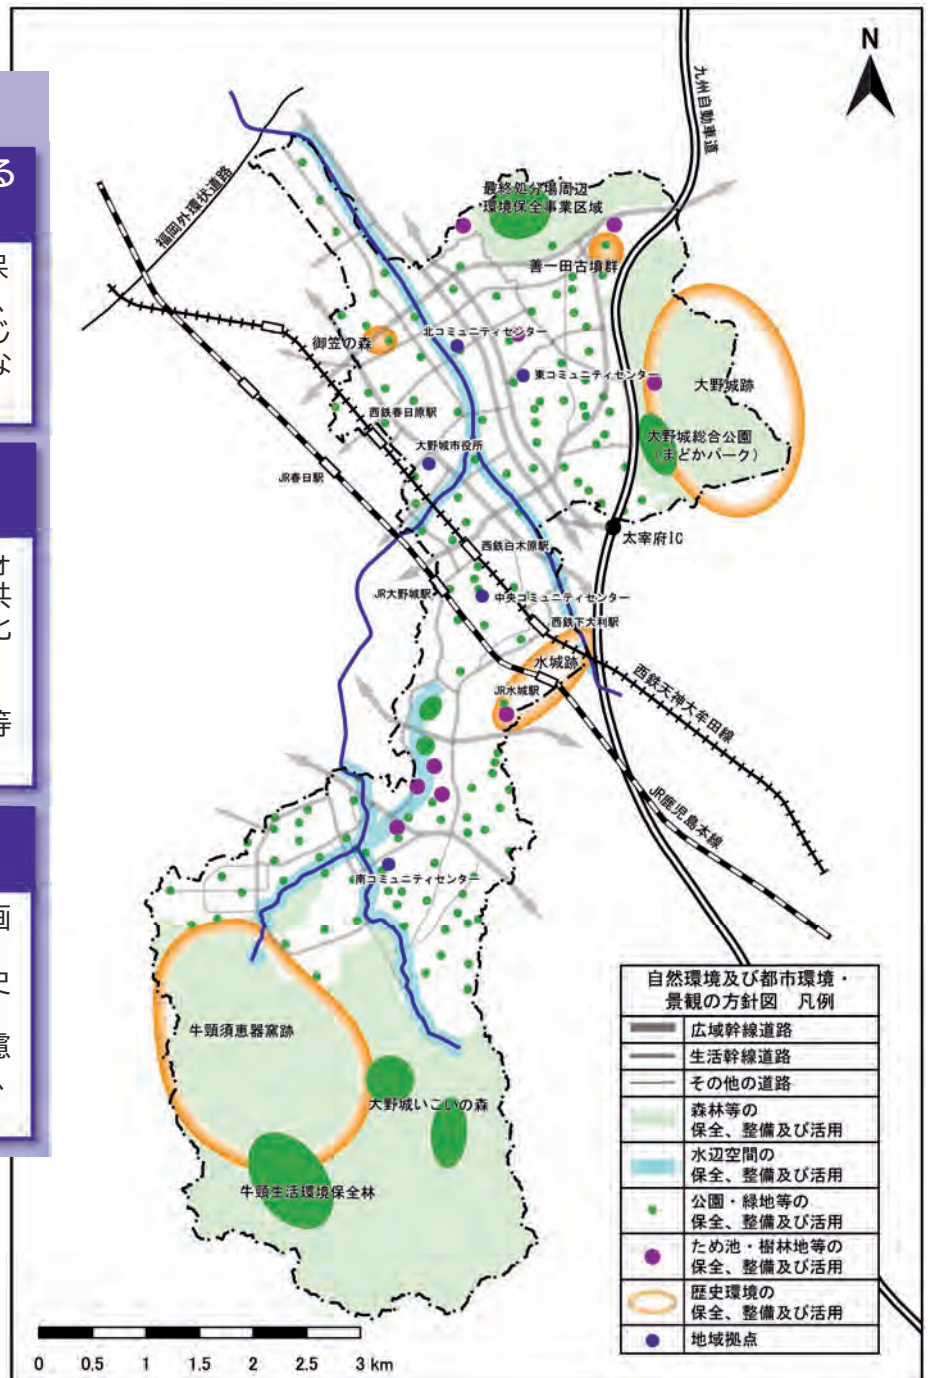 る
保
、
じ
な
オ
共
七
等
画
史
慮
、
N
九州自動車道
福岡外環状道路
最終処分場周辺
環境保全事業区域
善一田古墳群
御笠の森
北コミュニティセンター
東コミュニティセンター
大野城跡
西鉄春日原駅
大野城市役所
大野城総合公園
(まどかパーク)
JR春日駅
太宰府IC
西鉄白木原駅
JR大野城駅
中央コミュニティセンター
西鉄下大利駅
水城跡
JR水城駅
西鉄天神大牟田線
JR鹿児島本線
南コミュニティセンター
牛頸須恵器窯跡
大野城いこいの森
牛頸生活環境保全林
自然環境及び都市環境・
景観の方針図 凡例
広域幹線道路
生活幹線道路
その他の道路
森林等の
保全、整備及び活用
水辺空間の
保全、整備及び活用
公園・緑地等の
保全、整備及び活用
ため池・樹林地等の
保全、整備及び活用
歴史環境の
保全、整備及び活用
地域拠点
0 0.5 1 1.5 2 2.5 3 km